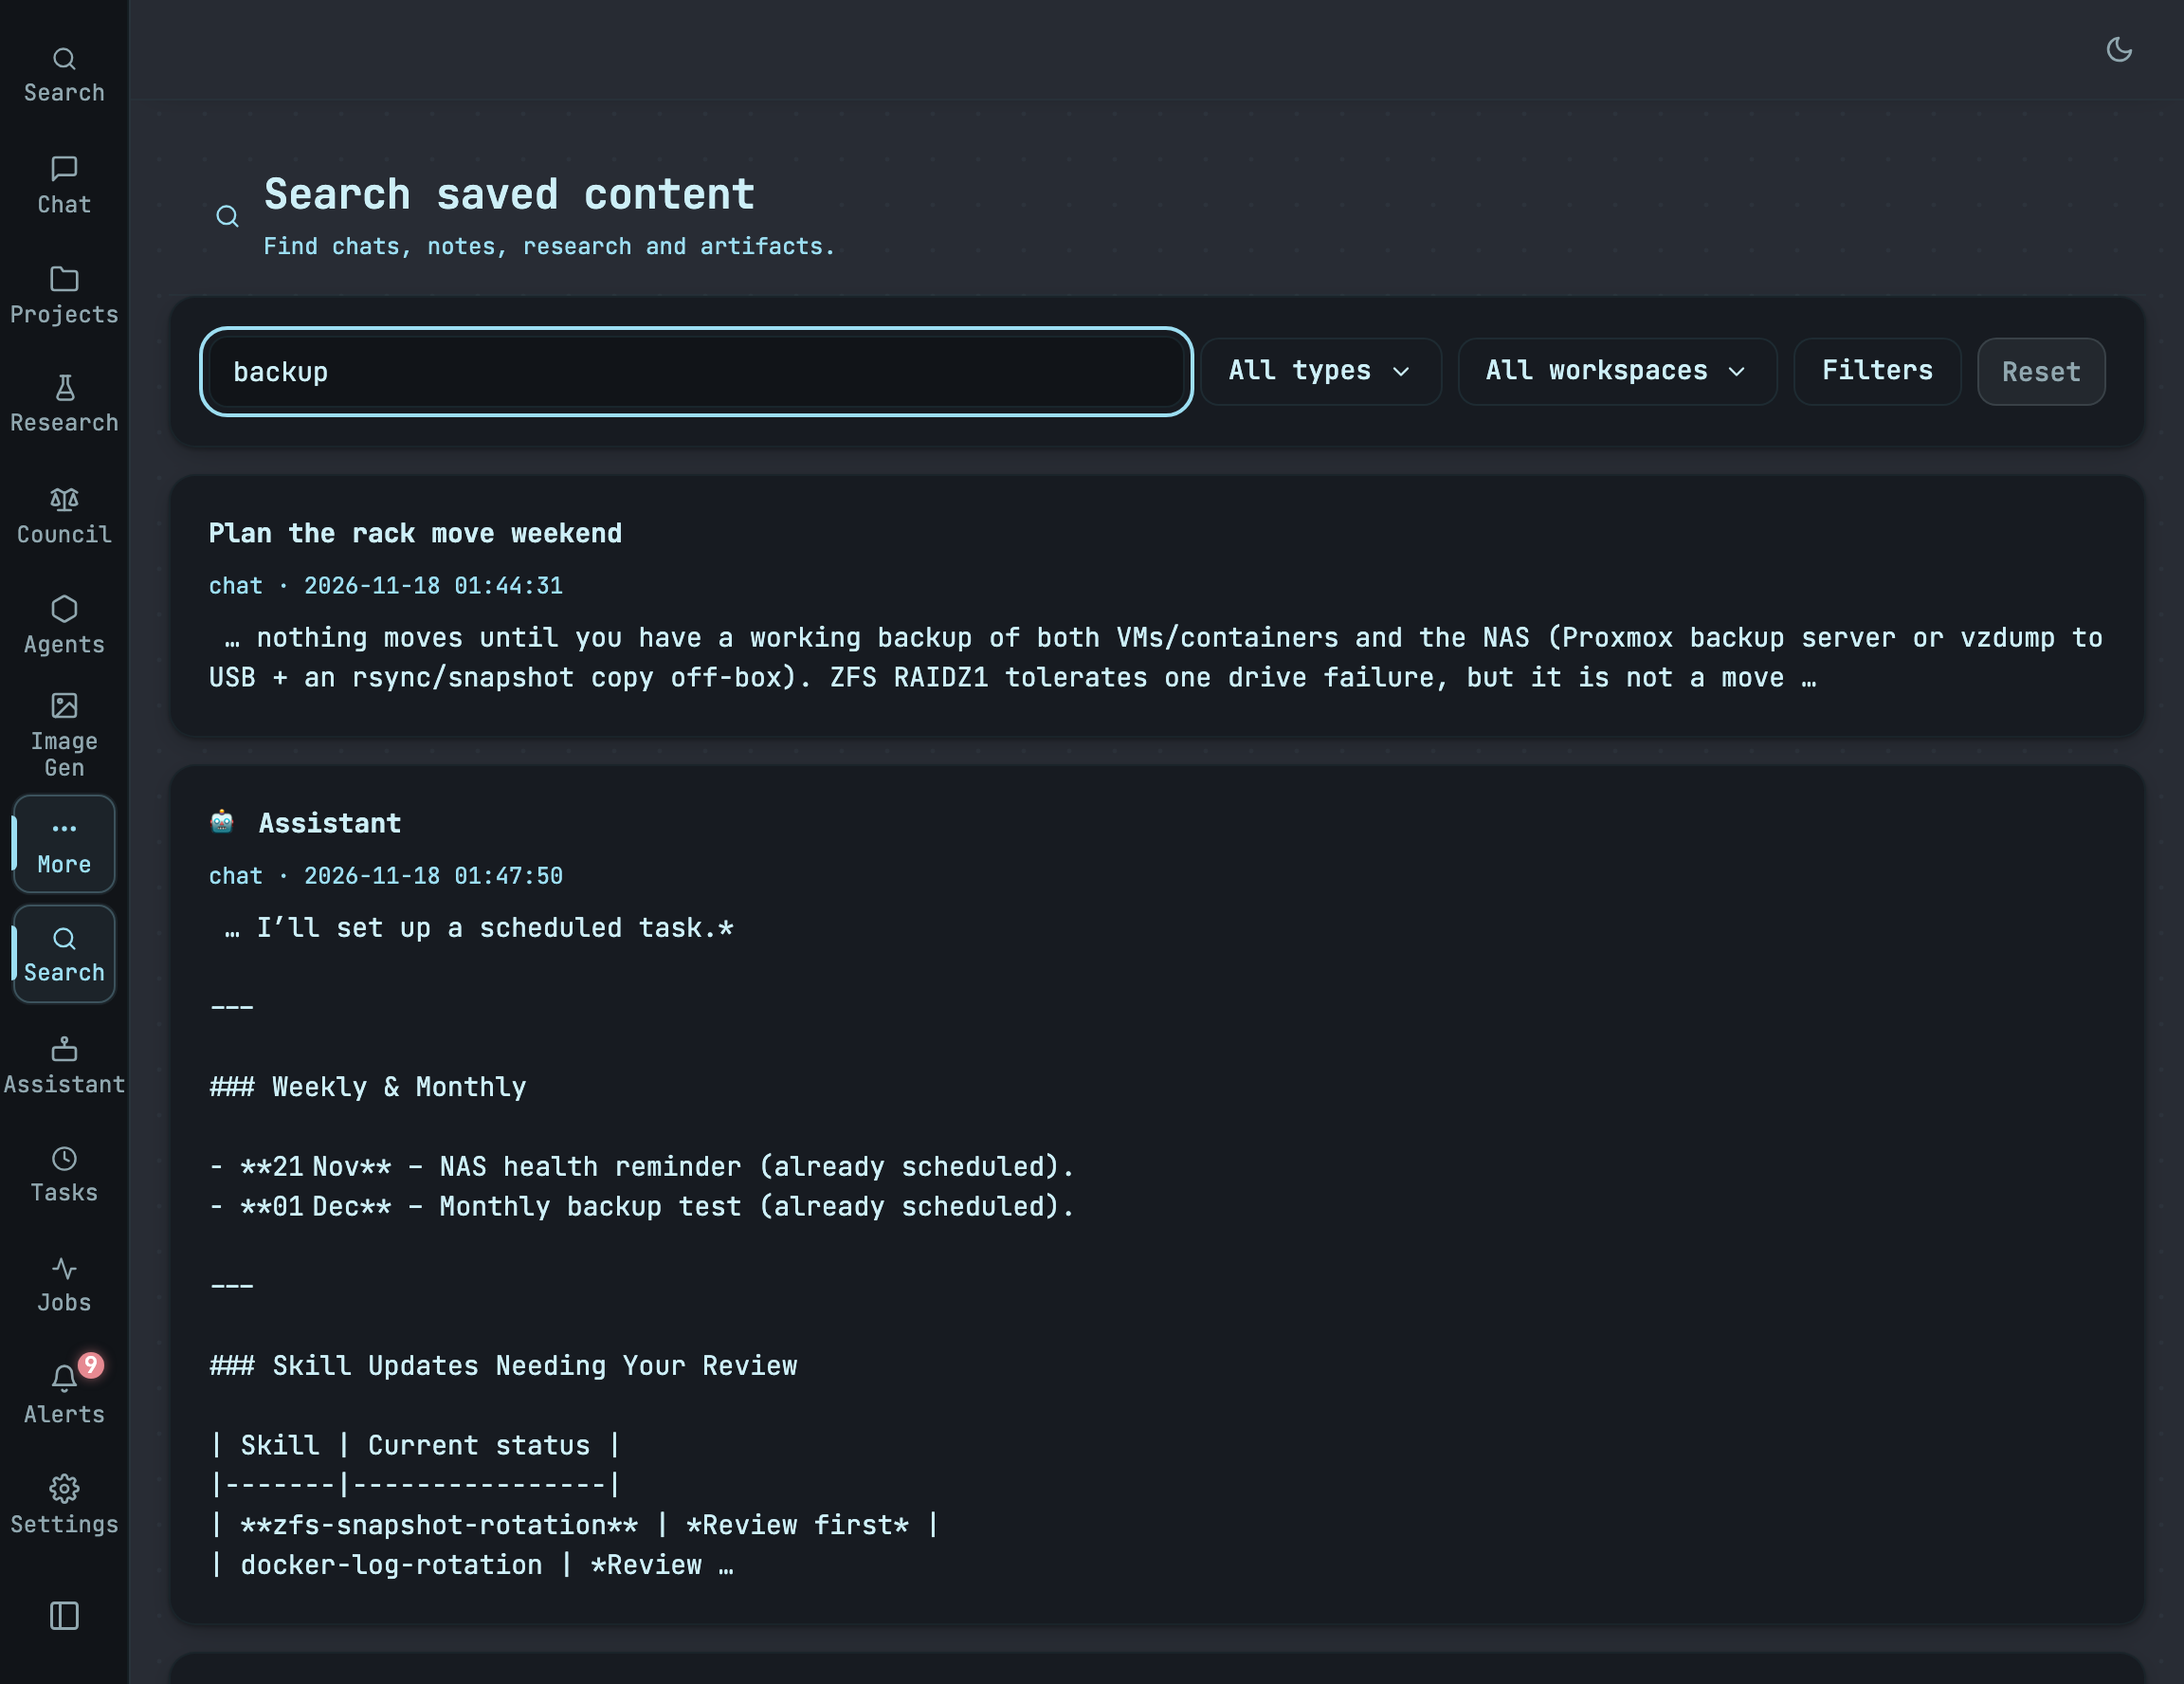 Search
Chat
Projects
Research
Council
Agents
Image
Gen
More
Search
Assistant
Tasks
Jobs
9
Alerts
Settings
Search saved content
Find chats, notes, research and artifacts.
backup
All types
All workspaces
Filters
Reset
Plan the rack move weekend
chat · 2026-11-18 01:44:31
… nothing moves until you have a working backup of both VMs/containers and the NAS (Proxmox backup server or vzdump to
USB + an rsync/snapshot copy off-box). ZFS RAIDZ1 tolerates one drive failure, but it is not a move …
Assistant
chat · 2026-11-18 01:47:50
… I’ll set up a scheduled task.*
---
### Weekly & Monthly
- **21 Nov** – NAS health reminder (already scheduled).
- **01 Dec** – Monthly backup test (already scheduled).
---
### Skill Updates Needing Your Review
| Skill | Current status |
|-------|----------------|
| **zfs-snapshot-rotation** | *Review first* |
| docker-log-rotation | *Review …